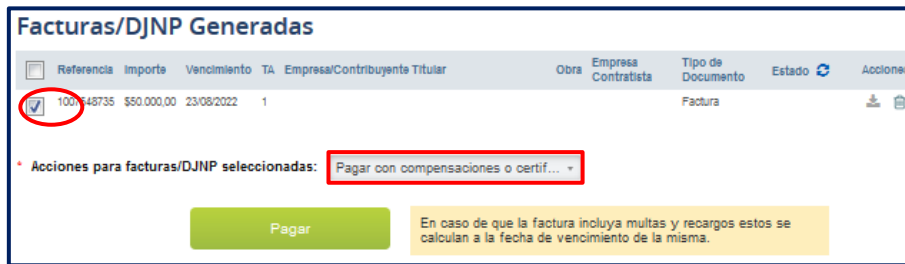 Facturas/DJNP Generadas
Referencia Importe Vencimiento TA Empresa/Contribuyente Titular Obra Empresa Contratista Tipo de Documento Estado Acciones
1007548735 $50.000,00 23/08/2022 1 Factura
* Acciones para facturas/DJNP seleccionadas: Pagar con compensaciones o certif...
Pagar
En caso de que la factura incluya multas y recargos estos se
calculan a la fecha de vencimiento de la misma.